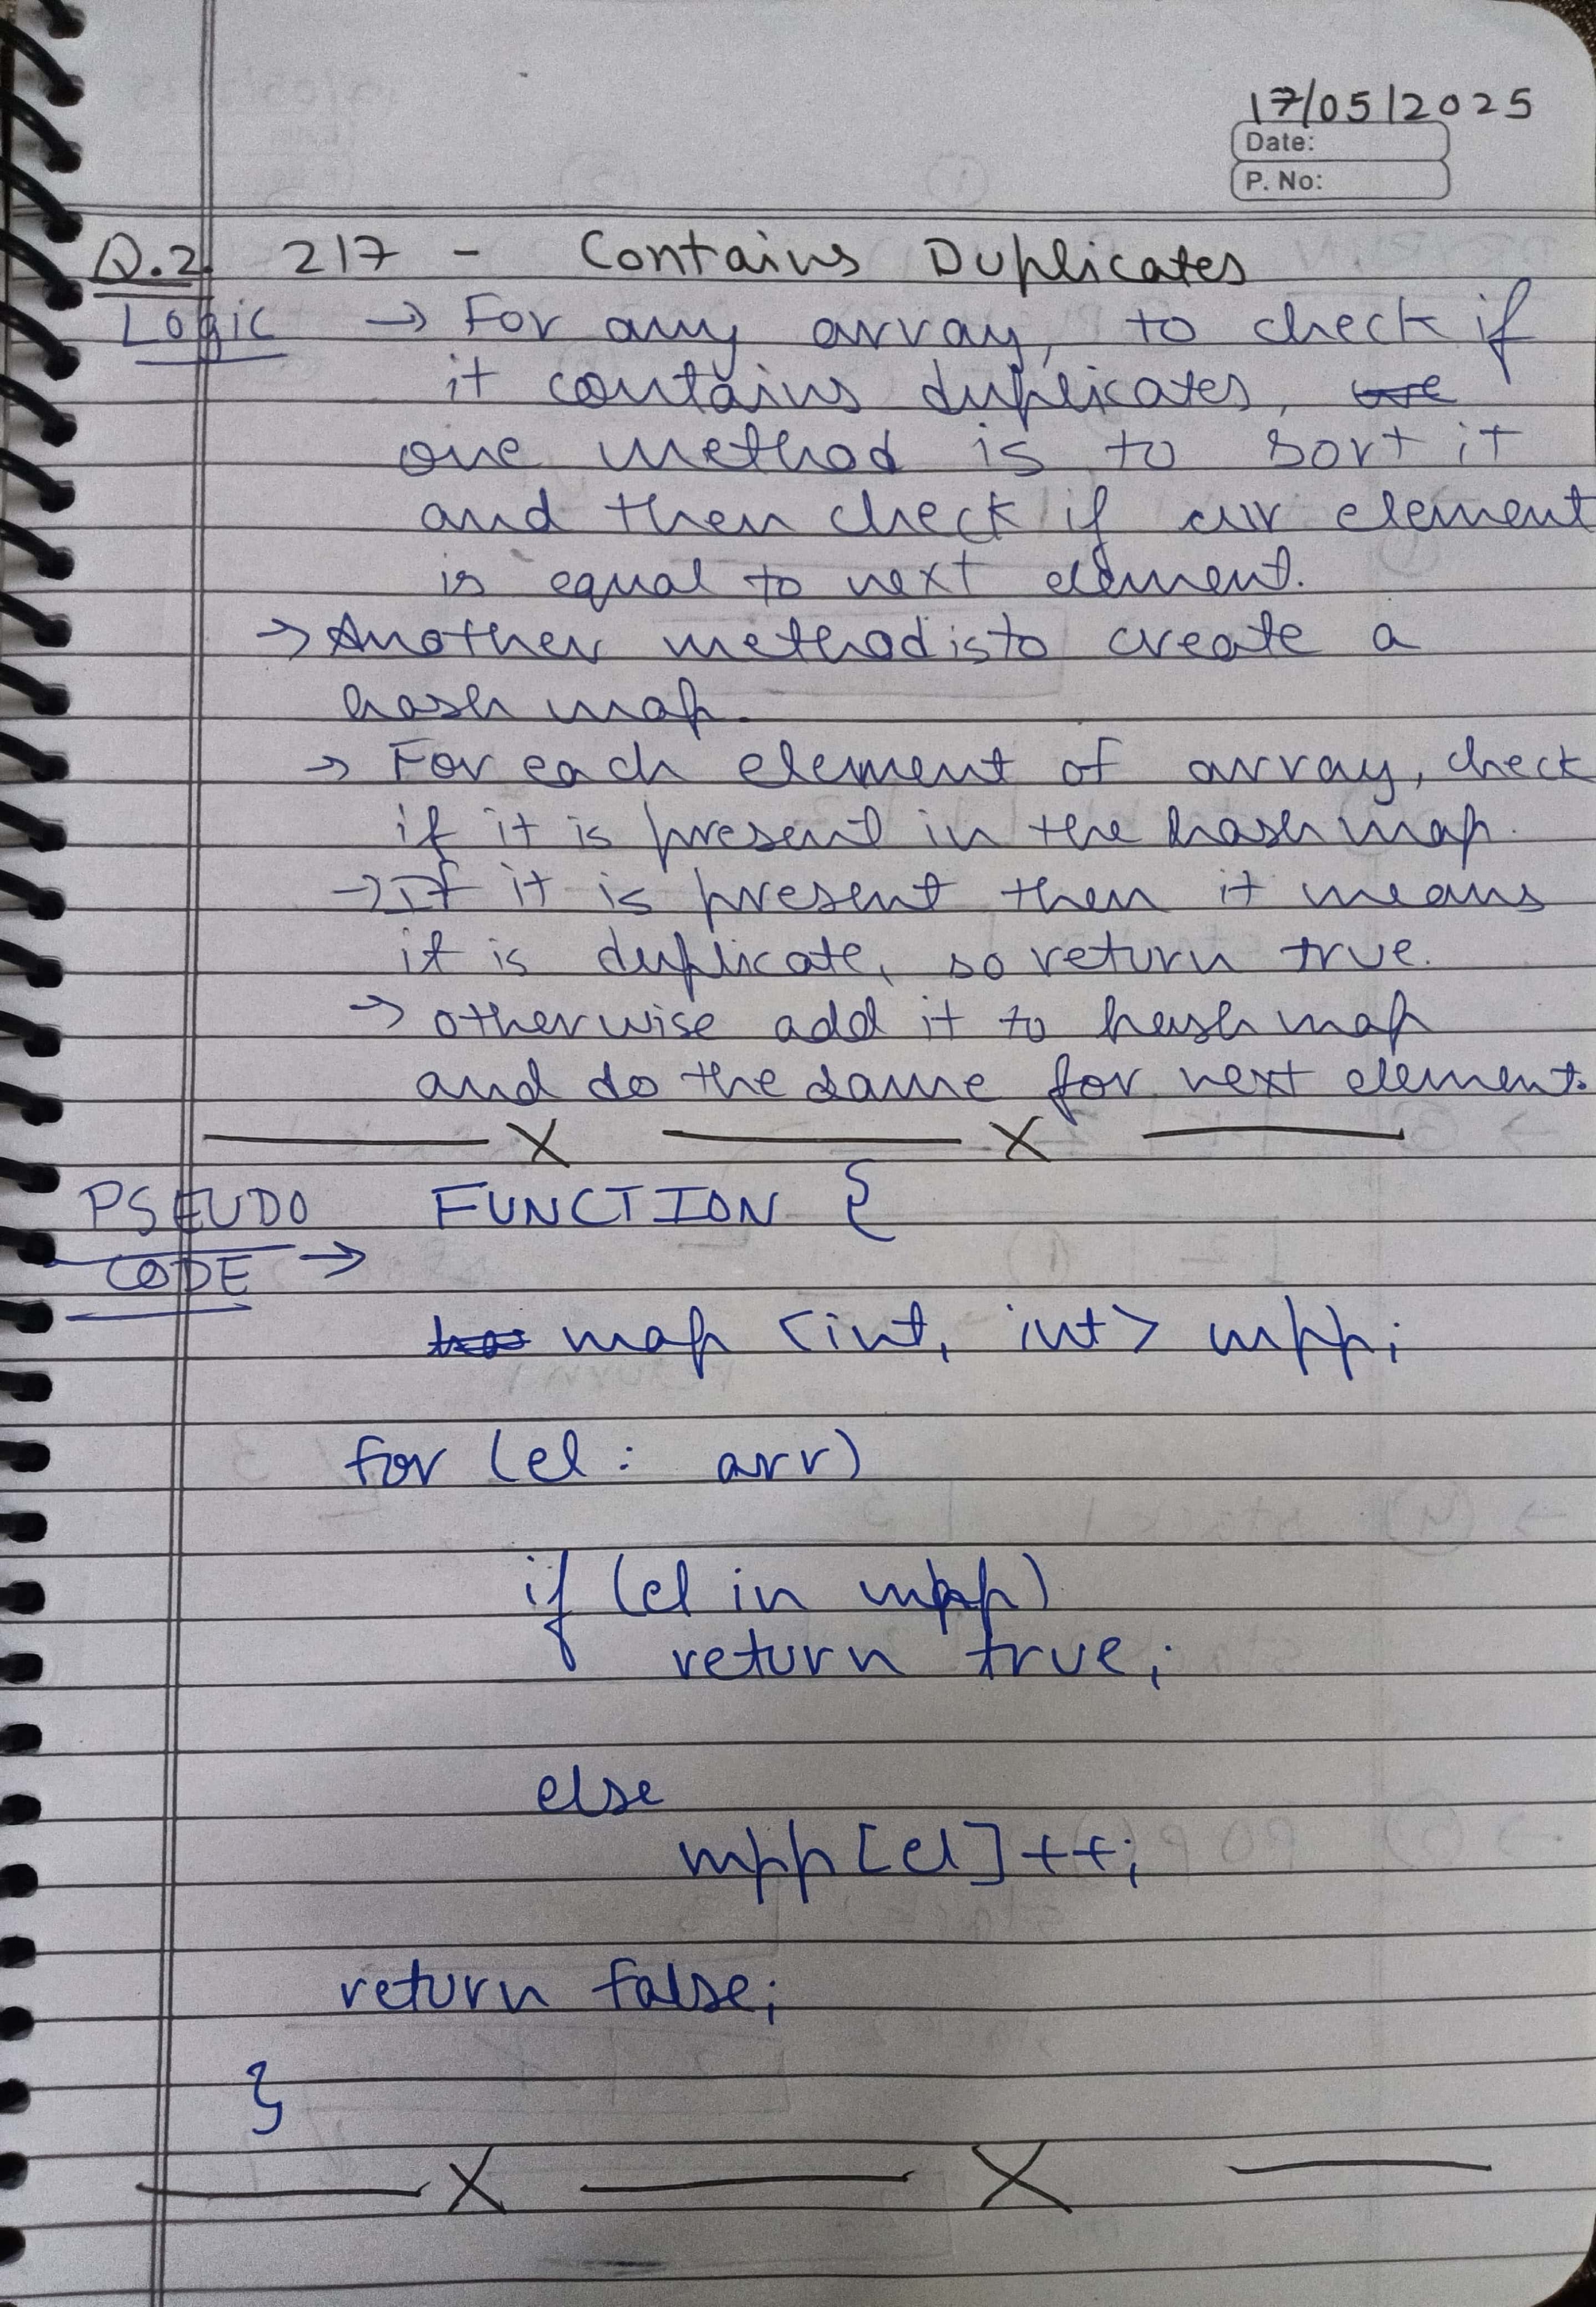 17/05/2025
Date:
P. No:
Q.2. 217 - Contains Duplicates
Logic → For any array, to check if
it contains duplicates,
one method is to sort it
and then check if curr element
is equal to next element.
→ Another method is to create a
hash map.
→ For each element of array, check
if it is present in the hash map.
→ If it is present then it means
it is duplicate, so return true.
→ otherwise add it to hash map
and do the same for next element.
X X
PSEUDO FUNCTION {
CODE →
map <int, int> mpp;
for (el : arr)
if (el in mpp)
return true;
else
mpp[el]++;
return false;
}
X X